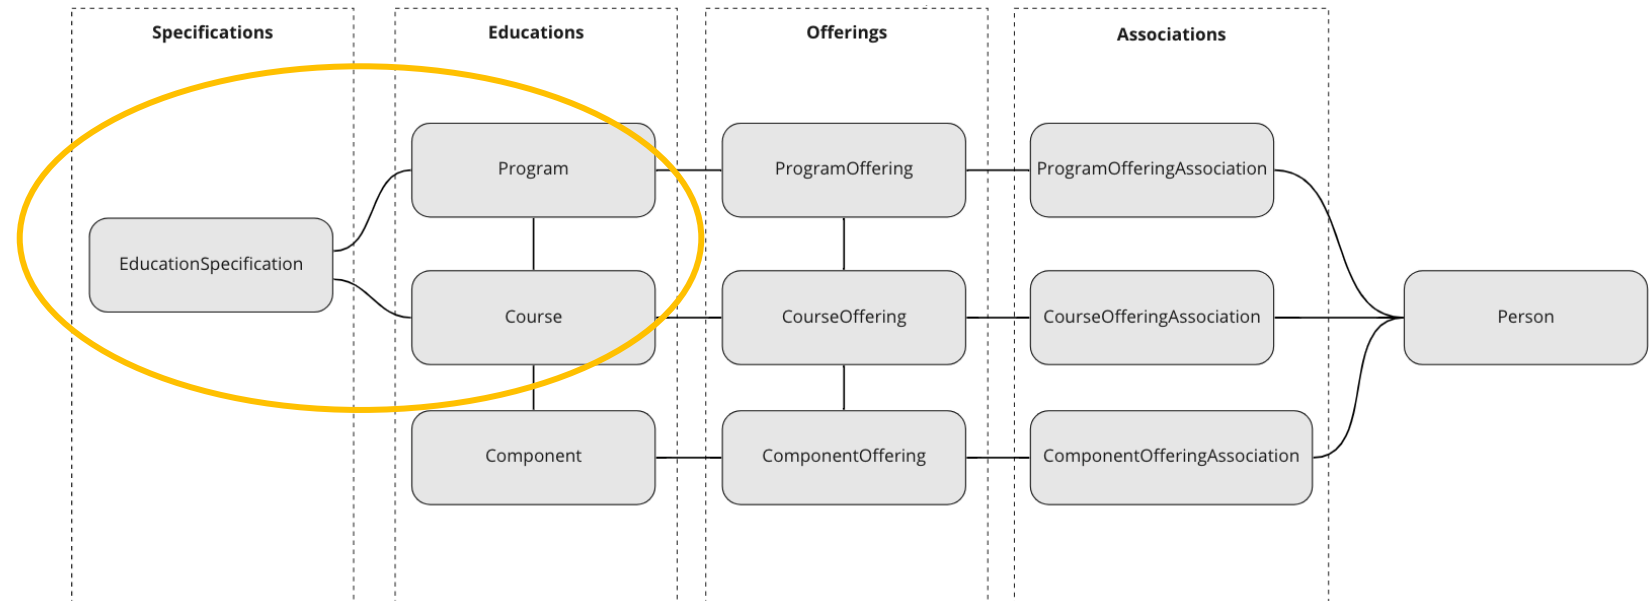 Specifications
Educations
Offerings
Associations
Program
ProgramOffering
ProgramOfferingAssociation
EducationSpecification
Course
CourseOffering
CourseOfferingAssociation
Person
Component
ComponentOffering
ComponentOfferingAssociation